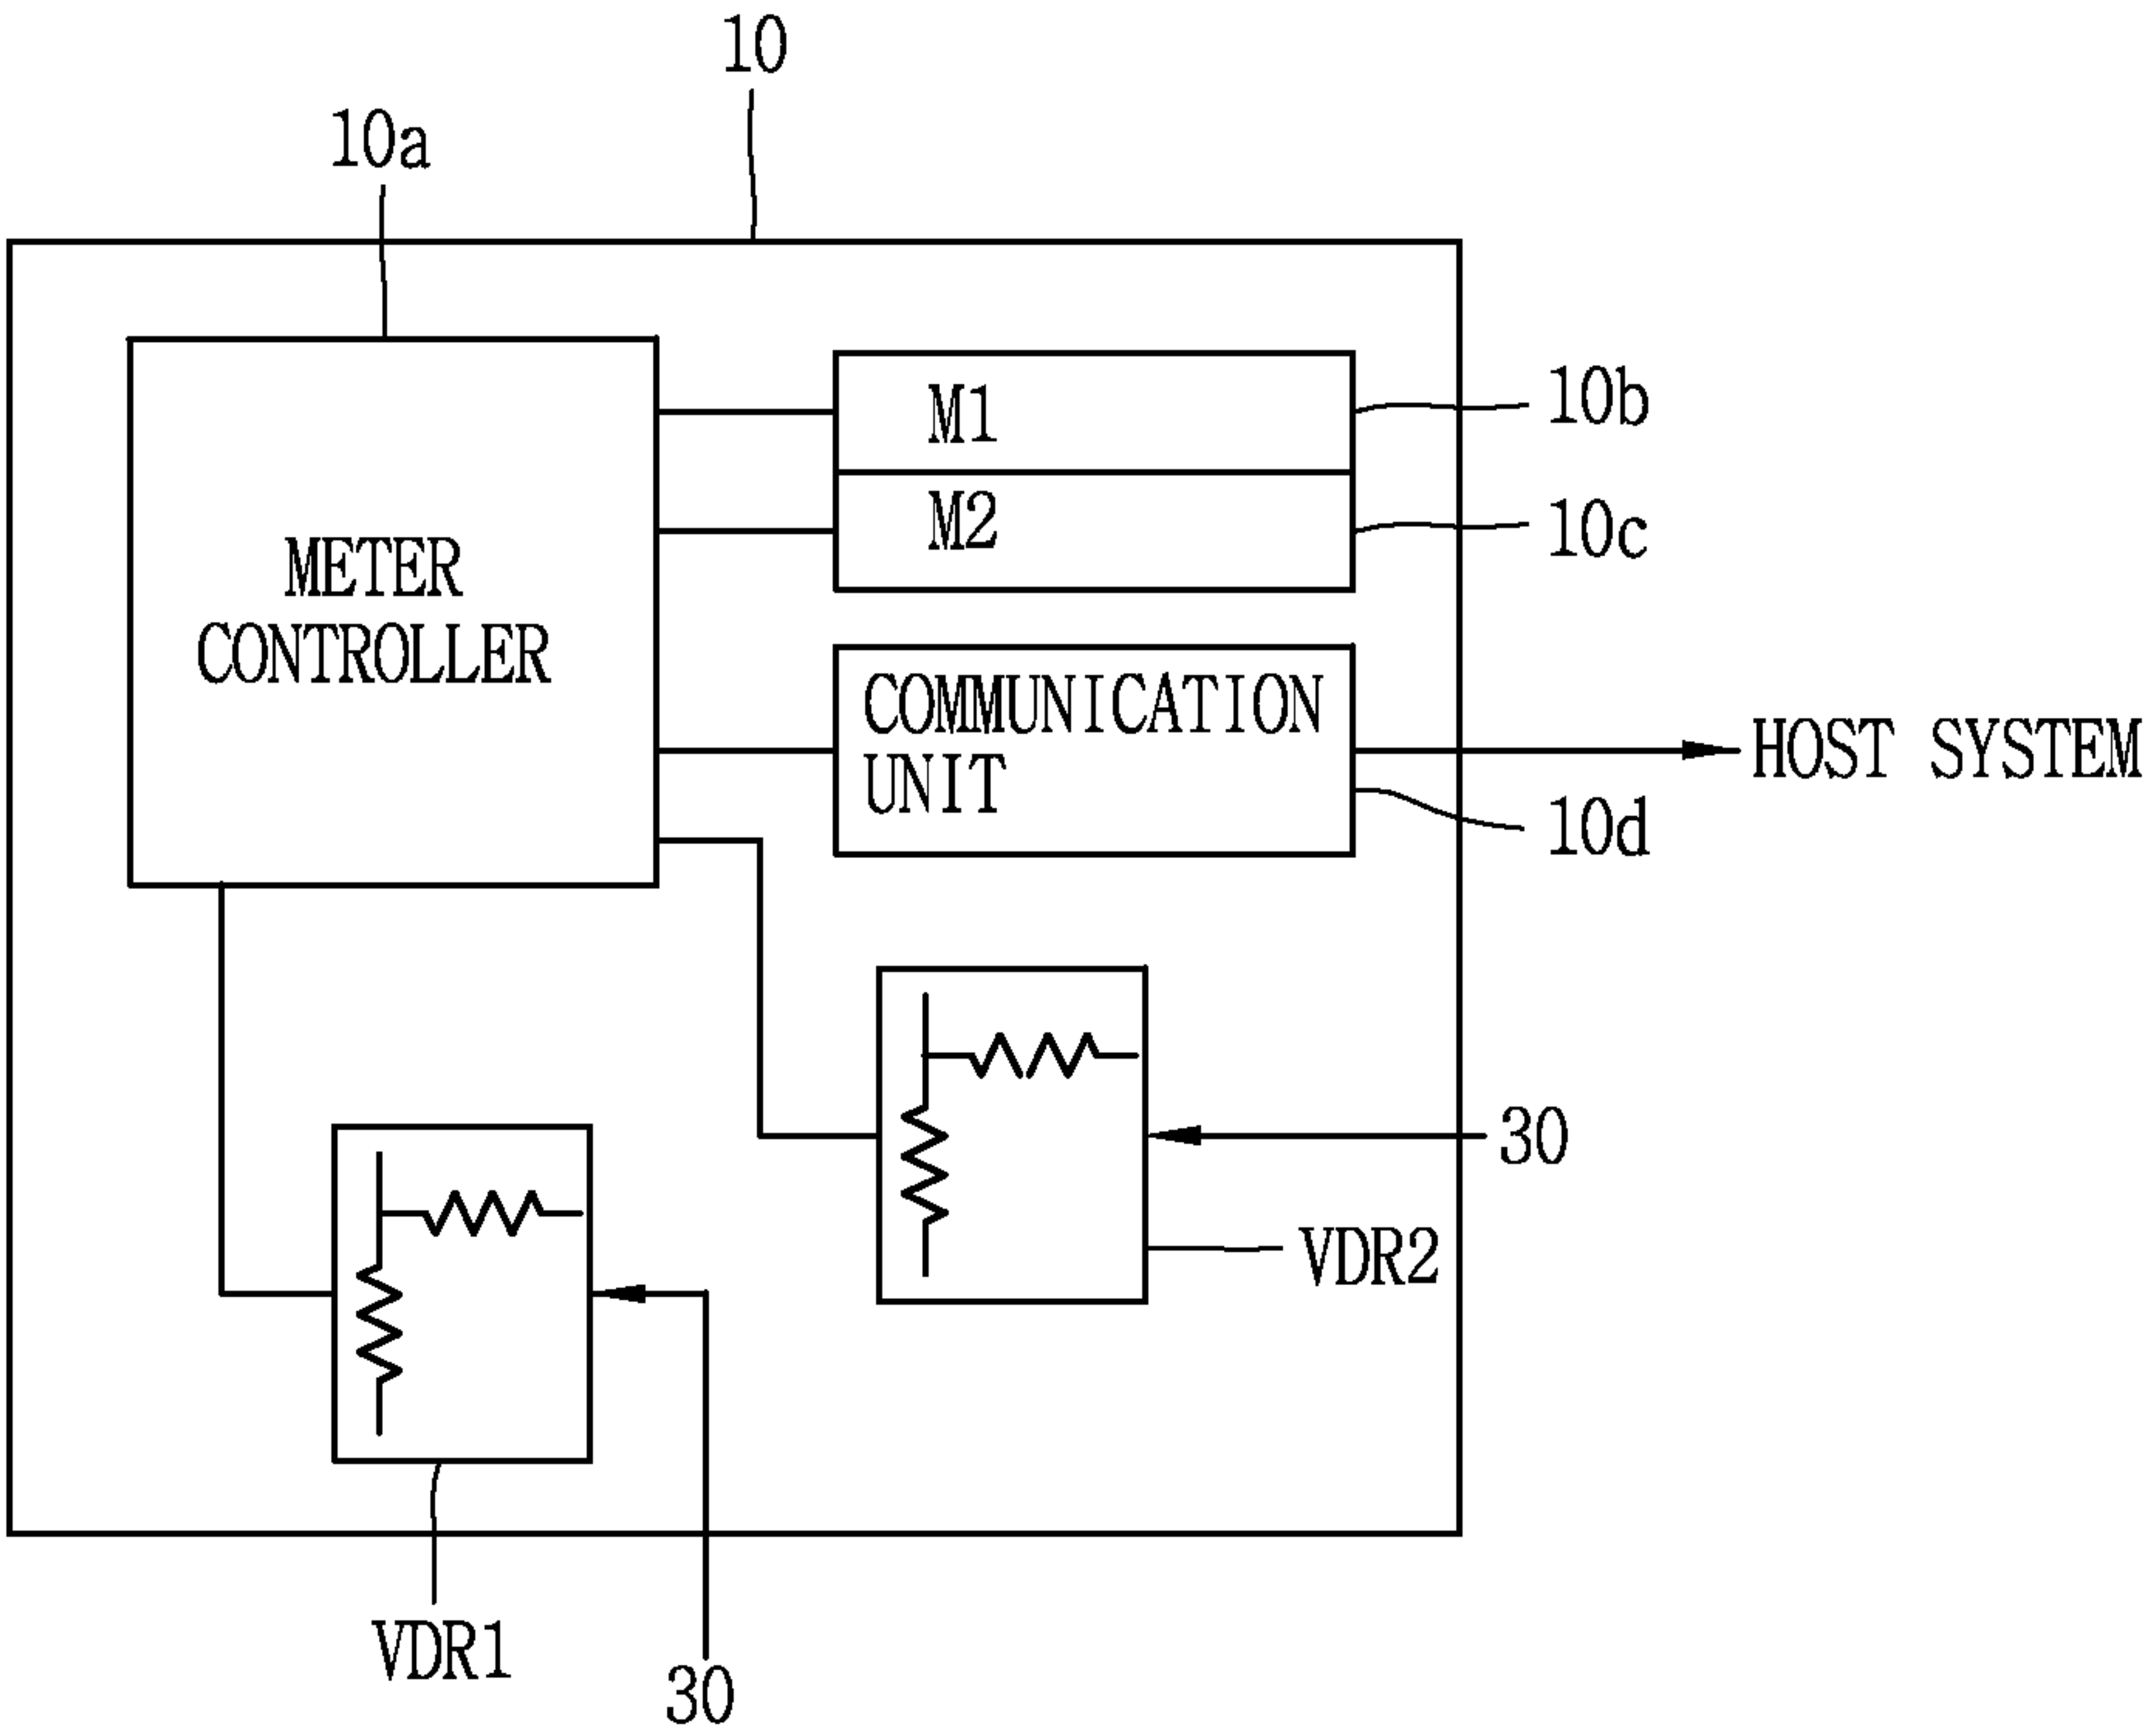 10
10a
M1
10b
M2
10c
METER
CONTROLLER
COMMUNICATION
UNIT
HOST SYSTEM
10d
30
VDR2
VDR1
30